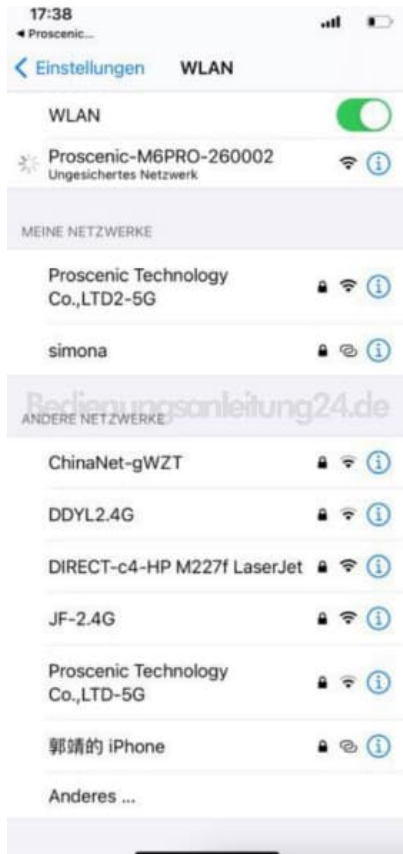 17:38
Proscenic...
Einstellungen WLAN
WLAN
Proscenic-M6PRO-260002
Ungesichertes Netzwerk
MEINE NETZWERKE
Proscenic Technology
Co.,LTD2-5G
simona
Bedienungsanleitung24.de
ANDERE NETZWERKE
ChinaNet-gWZT
DDYL2.4G
DIRECT-c4-HP M227f LaserJet
JF-2.4G
Proscenic Technology
Co.,LTD-5G
郭靖的 iPhone
Anderes ...